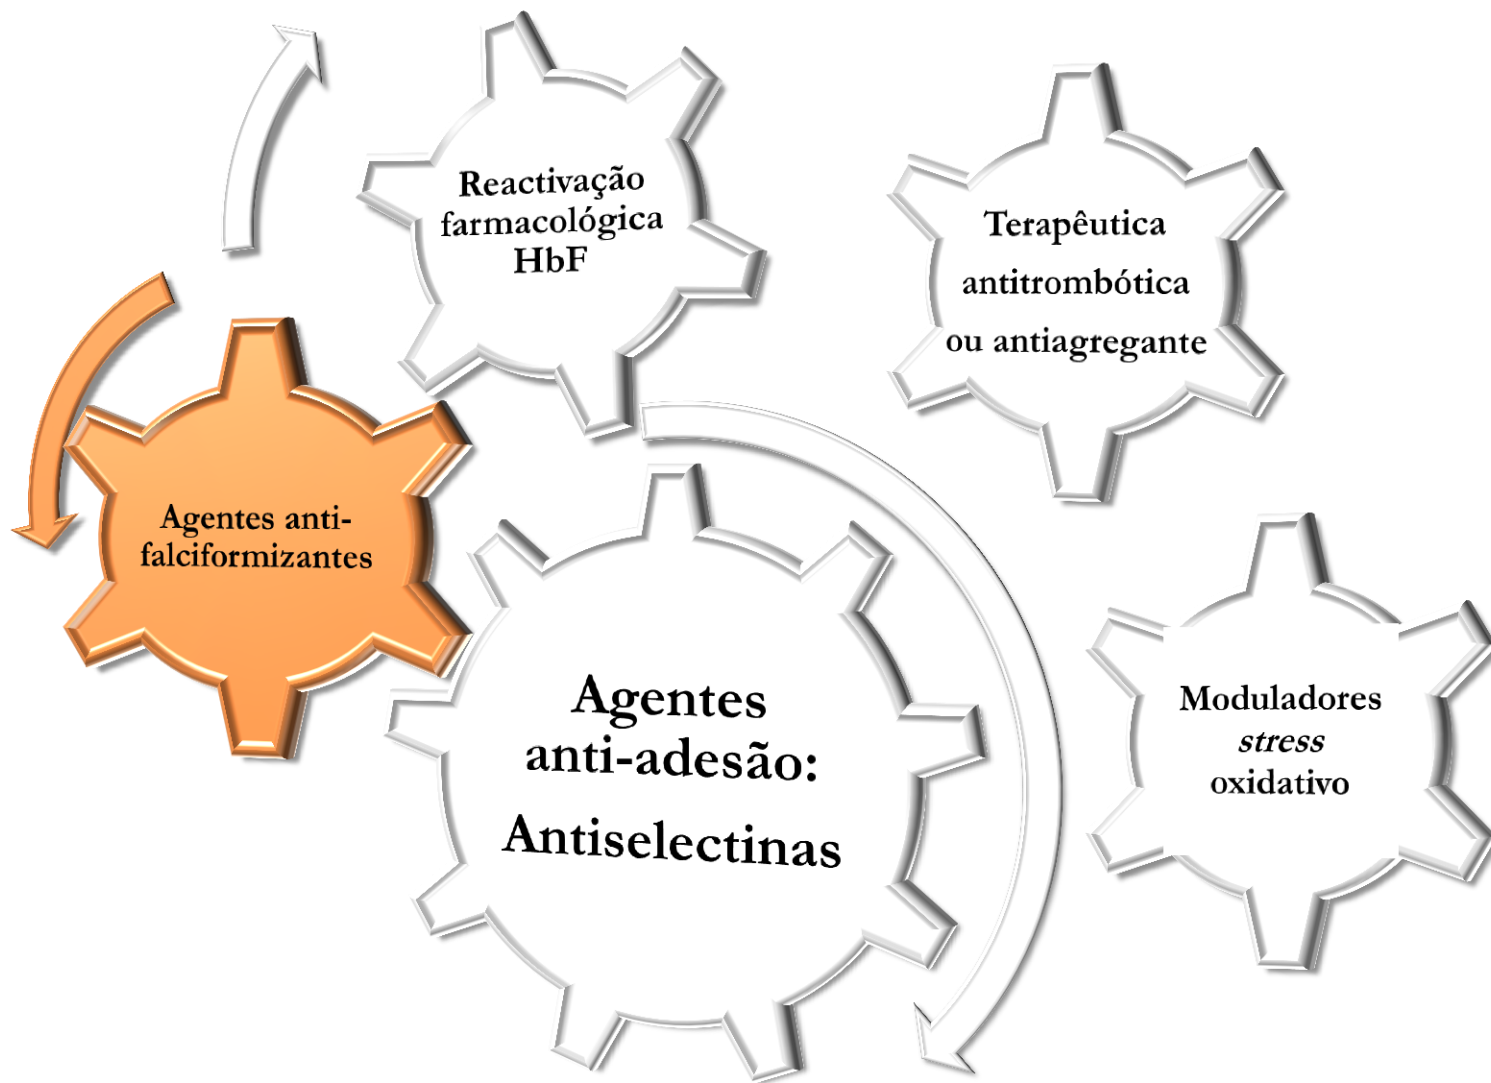 Reactivação
farmacológica
HbF
Terapêutica
antitrombótica
ou antiagregante
Agentes anti-
falciformizantes
Agentes
anti-adesão:
Antiselectinas
Moduladores
stress
oxidativo